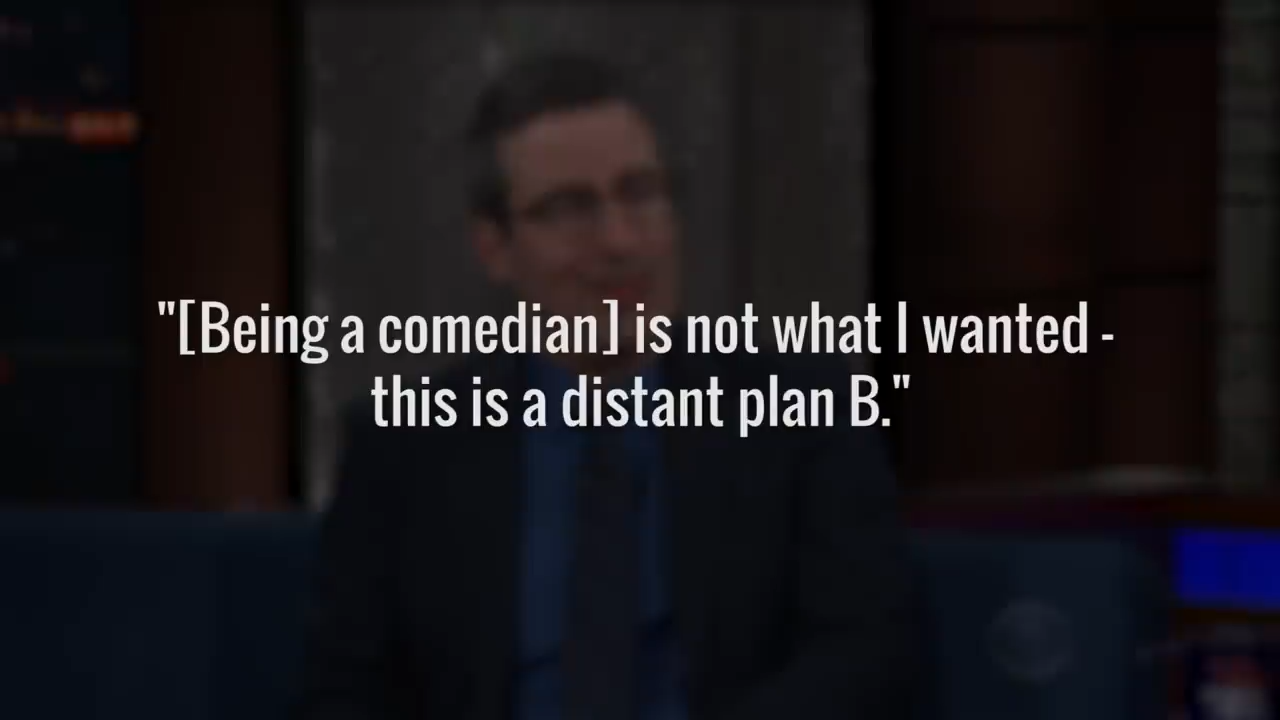 "[Being a comedian] is not what I wanted -
this is a distant plan B."